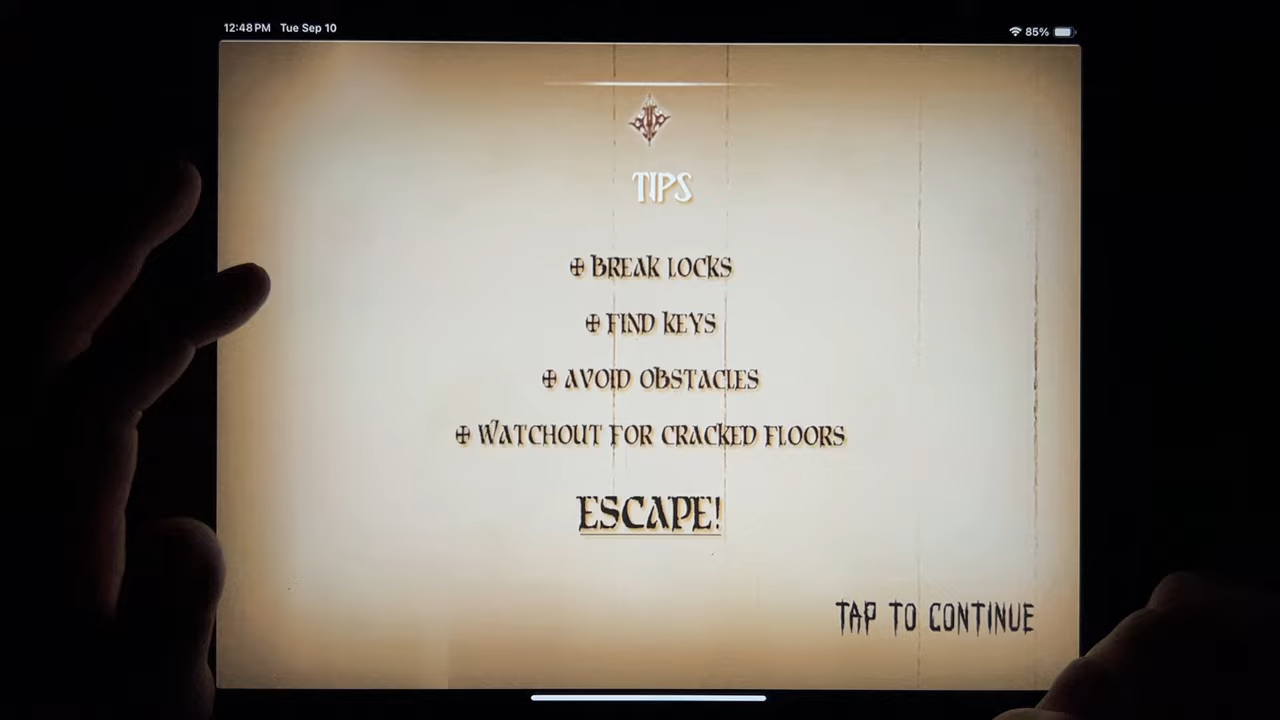 12:48 PM Tue Sep 10
85%
TIPS
BREAK LOCKS
FIND KEYS
AVOID OBSTACLES
WATCHOUT FOR CRACKED FLOORS
ESCAPE!
TAP TO CONTINUE